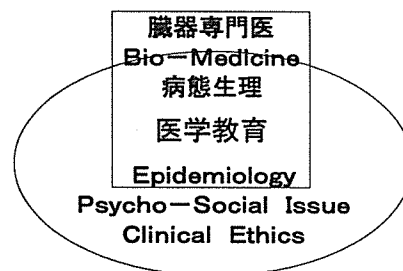 臓器専門医
Bio－Medicine
病態生理
医学教育
Epidemiology
Psycho－Social Issue
Clinical Ethics